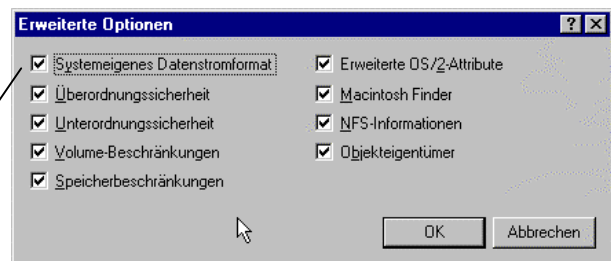 Erweiterte Optionen
Systemeigenes Datenstromformat
Überordnungssicherheit
Unterordnungssicherheit
Volume-Beschränkungen
Speicherbeschränkungen
Erweiterte OS/2-Attribute
Macintosh Finder
NFS-Informationen
Objekteigentümer
OK
Abbrechen